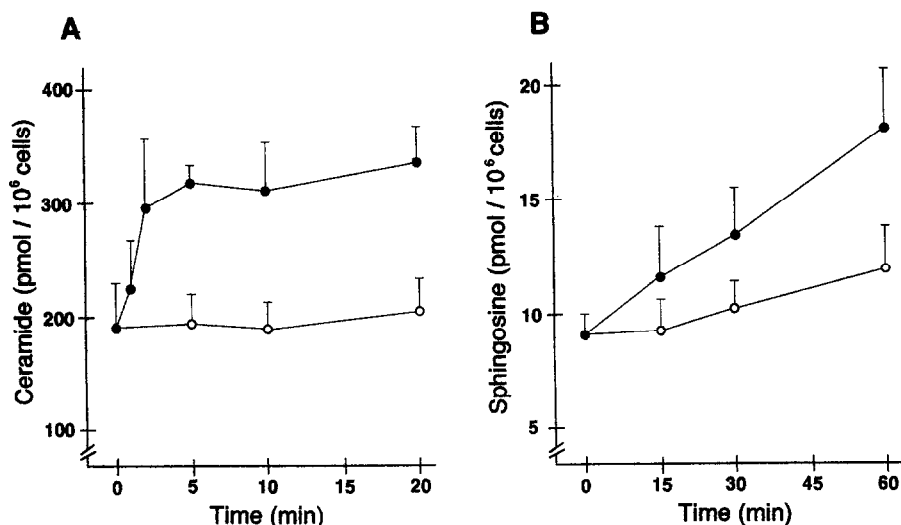 A
Ceramide (pmol / 10⁶ cells)
400
300
200
100
0 5 10 15 20
Time (min)
B
Sphingosine (pmol / 10⁶ cells)
20
15
10
5
0 15 30 45 60
Time (min)